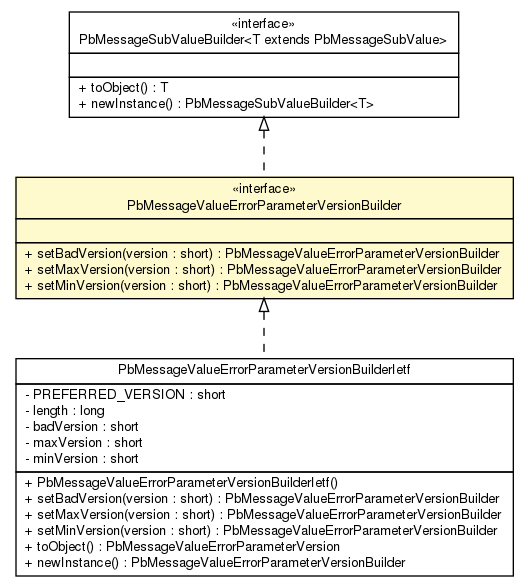 «interface»
PbMessageSubValueBuilder<T extends PbMessageSubValue>
+ toObject() : T
+ newInstance() : PbMessageSubValueBuilder<T>
«interface»
PbMessageValueErrorParameterVersionBuilder
+ setBadVersion(version : short) : PbMessageValueErrorParameterVersionBuilder
+ setMaxVersion(version : short) : PbMessageValueErrorParameterVersionBuilder
+ setMinVersion(version : short) : PbMessageValueErrorParameterVersionBuilder
PbMessageValueErrorParameterVersionBuilderIetf
- PREFERRED_VERSION : short
- length : long
- badVersion : short
- maxVersion : short
- minVersion : short
+ PbMessageValueErrorParameterVersionBuilderIetf()
+ setBadVersion(version : short) : PbMessageValueErrorParameterVersionBuilder
+ setMaxVersion(version : short) : PbMessageValueErrorParameterVersionBuilder
+ setMinVersion(version : short) : PbMessageValueErrorParameterVersionBuilder
+ toObject() : PbMessageValueErrorParameterVersion
+ newInstance() : PbMessageValueErrorParameterVersionBuilder